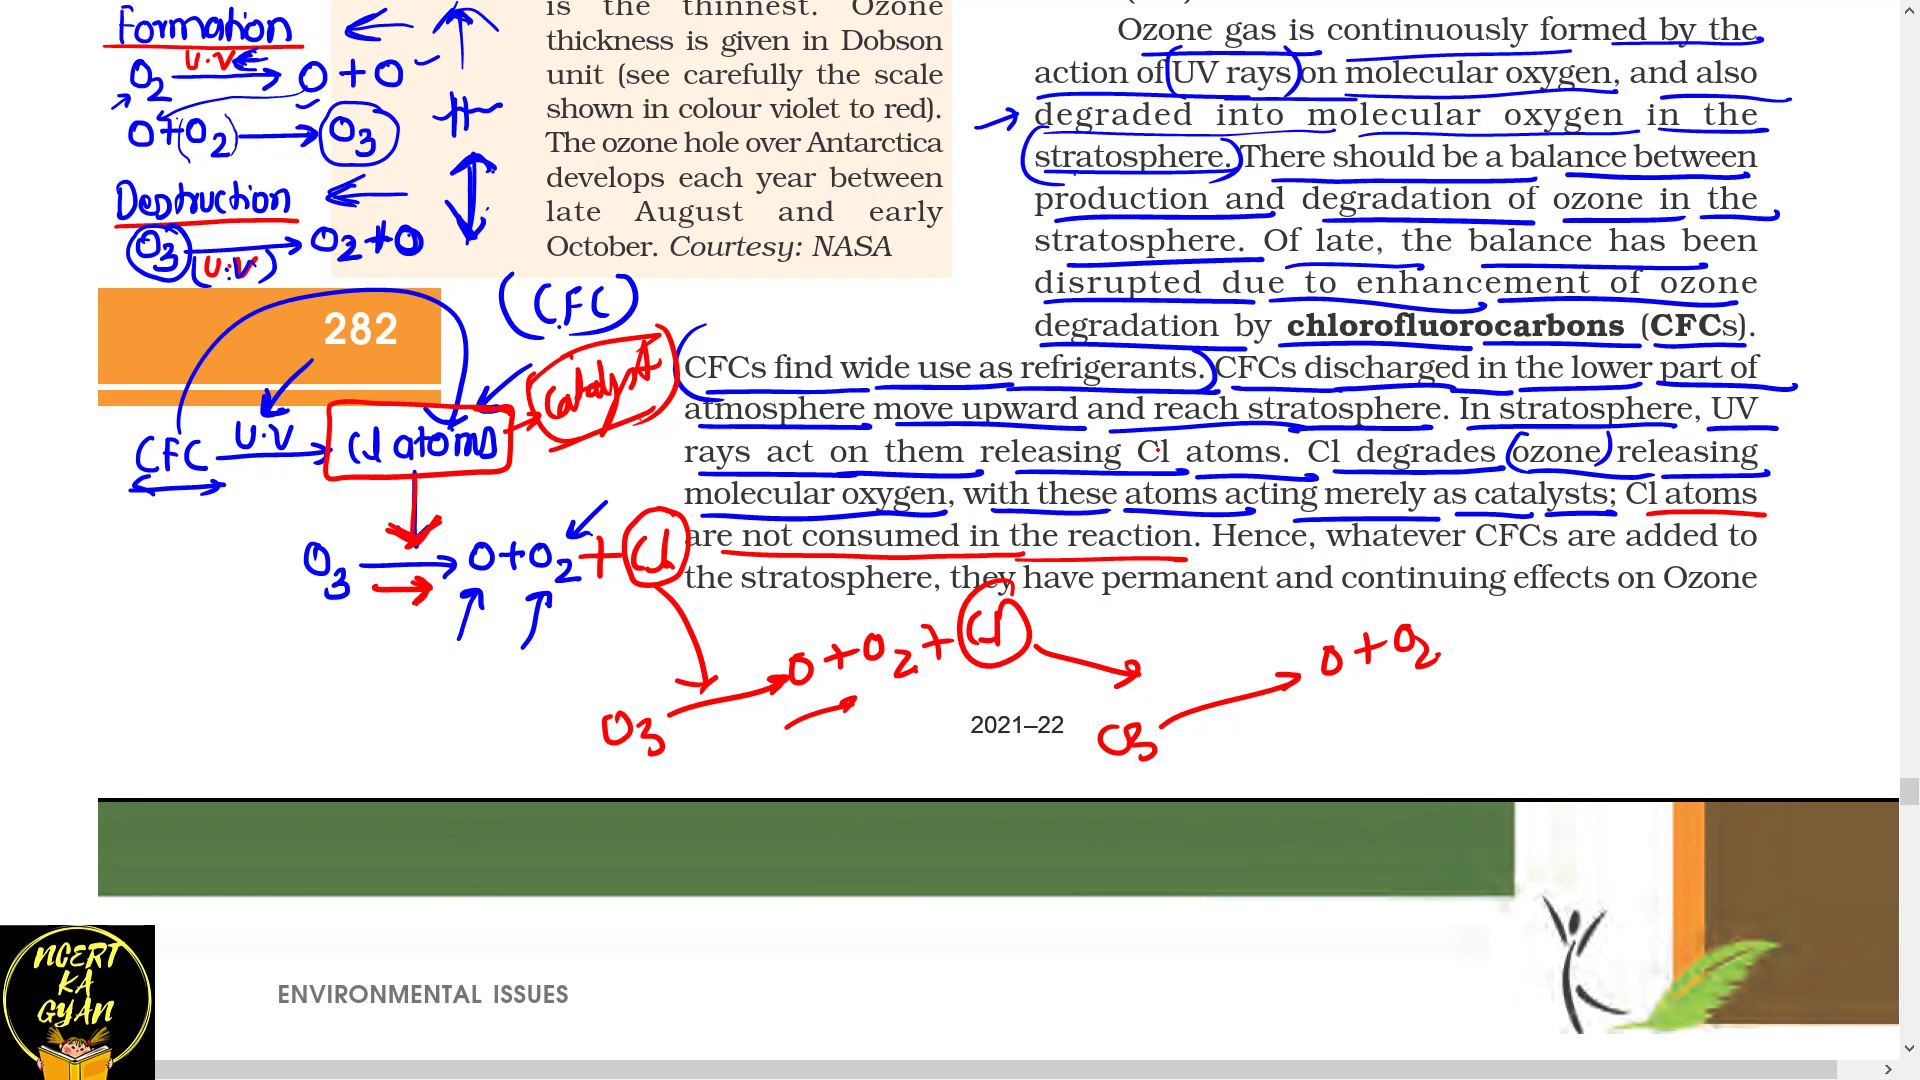 Formation
O2 U.V O + O
O + (O2) O3
Destruction
O3 U.V O2 + O
is the thinnest. Ozone
thickness is given in Dobson
unit (see carefully the scale
shown in colour violet to red).
The ozone hole over Antarctica
develops each year between
late August and early
October. Courtesy: NASA
Ozone gas is continuously formed by the
action of UV rays on molecular oxygen, and also
degraded into molecular oxygen in the
stratosphere. There should be a balance between
production and degradation of ozone in the
stratosphere. Of late, the balance has been
disrupted due to enhancement of ozone
degradation by chlorofluorocarbons (CFCs).
CFCs find wide use as refrigerants. CFCs discharged in the lower part of
atmosphere move upward and reach stratosphere. In stratosphere, UV
rays act on them releasing Cl atoms. Cl degrades ozone releasing
molecular oxygen, with these atoms acting merely as catalysts; Cl atoms
are not consumed in the reaction. Hence, whatever CFCs are added to
the stratosphere, they have permanent and continuing effects on Ozone
282
(CFC)
Catalyst
CFC U.V Cl atoms
O3 O + O2 + Cl
O3 O + O2 + Cl
O3 O + O2
2021–22
NCERT
KA
GYAN
ENVIRONMENTAL ISSUES